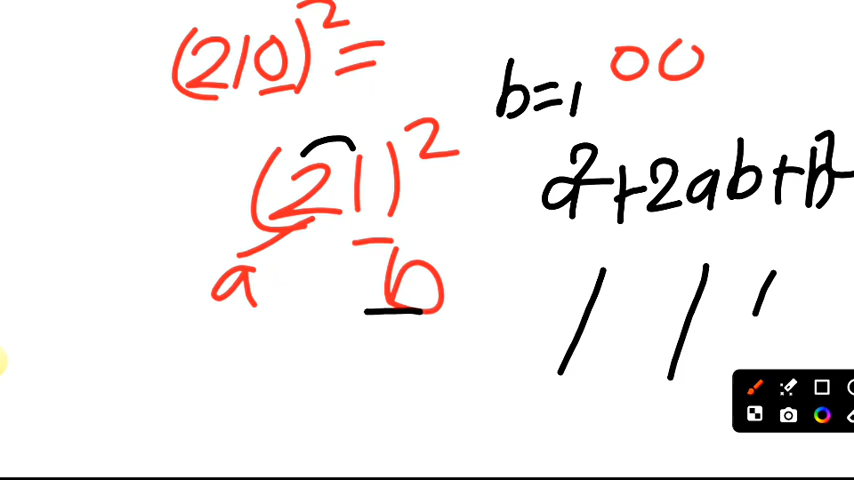 (210)² =
b=1 00
(21)²
a²+2ab+b²
a b